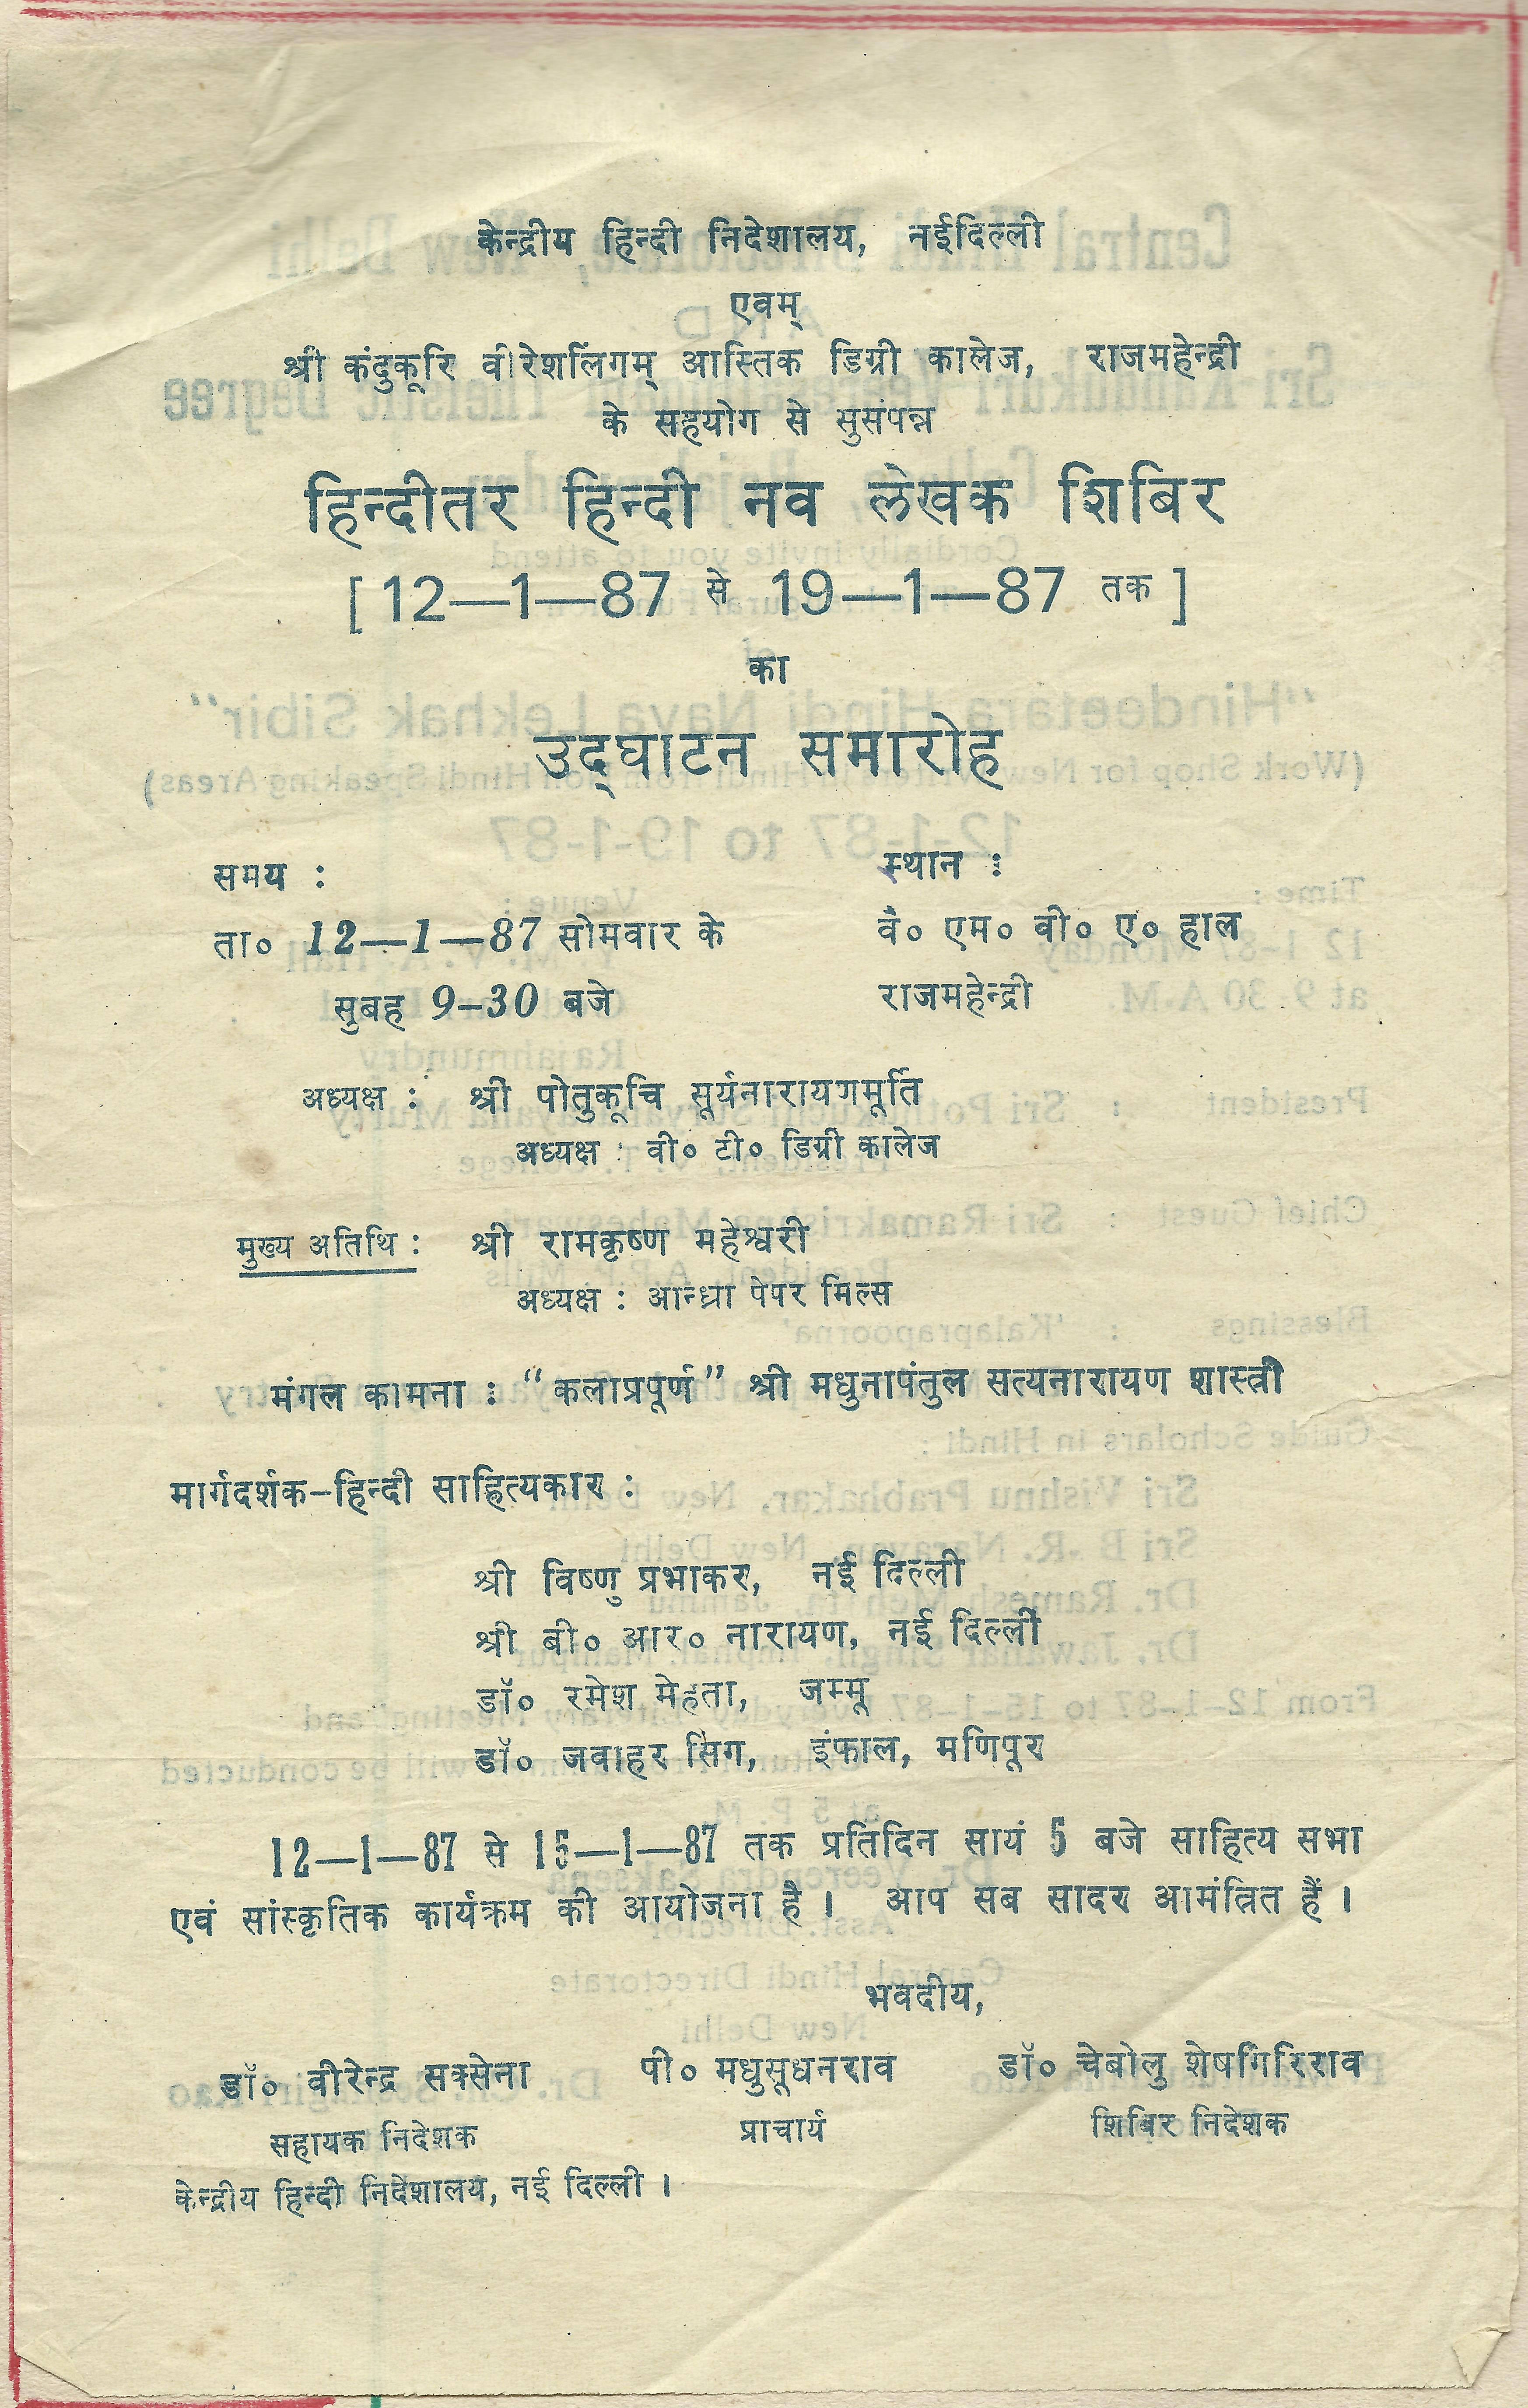 केन्द्रीय हिन्दी निदेशालय, नईदिल्ली
एवम्
श्री कंदुकूरि वीरेशलिंगम् आस्तिक डिग्री कालेज, राजमहेन्द्री
के सहयोग से सुसंपन्न
हिन्दीतर हिन्दी नव लेखक शिबिर
[ 12—1—87 से 19—1—87 तक ]
का
उद्‌घाटन समारोह
समय :
ता० 12—1—87 सोमवार के
सुबह 9-30 बजे
स्थान :
वै० एम० वी० ए० हाल
राजमहेन्द्री
अध्यक्ष : श्री पोतुकूचि सूर्यनारायणमूर्ति
अध्यक्ष : वी० टी० डिग्री कालेज
मुख्य अतिथि : श्री रामकृष्ण महेश्वरी
अध्यक्ष : आन्ध्रा पेपर मिल्स
मंगल कामना : “कलाप्रपूर्ण” श्री मधुनापंतुल सत्यनारायण शास्त्री
मार्गदर्शक-हिन्दी साहित्यकार :
श्री विष्णु प्रभाकर, नई दिल्ली
श्री बी० आर० नारायण, नई दिल्ली
डॉ० रमेश मेहता, जम्मू
डॉ० जवाहर सिंग, इंफाल, मणिपूर
12—1—87 से 15—1—87 तक प्रतिदिन सायं 5 बजे साहित्य सभा
एवं सांस्कृतिक कार्यक्रम की आयोजना है । आप सब सादर आमंत्रित हैं ।
भवदीय,
डॉ० वीरेन्द्र सक्सेना पी० मधुसूधनराव डॉ० चेबोलु शेषगिरिराव
सहायक निदेशक प्राचार्य शिबिर निदेशक
केन्द्रीय हिन्दी निदेशालय, नई दिल्ली ।